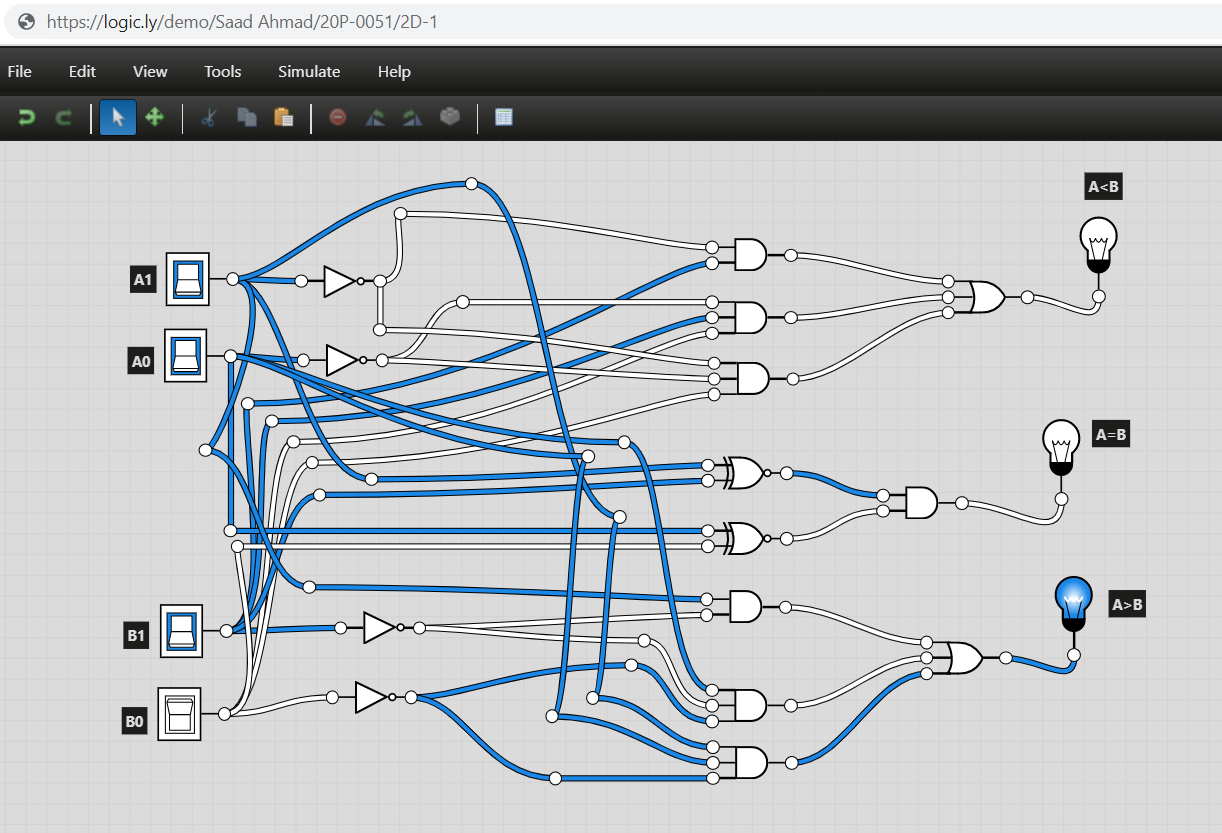 https://logic.ly/demo/Saad Ahmad/20P-0051/2D-1
File Edit View Tools Simulate Help
A<B
A1
A0
A=B
A>B
B1
B0